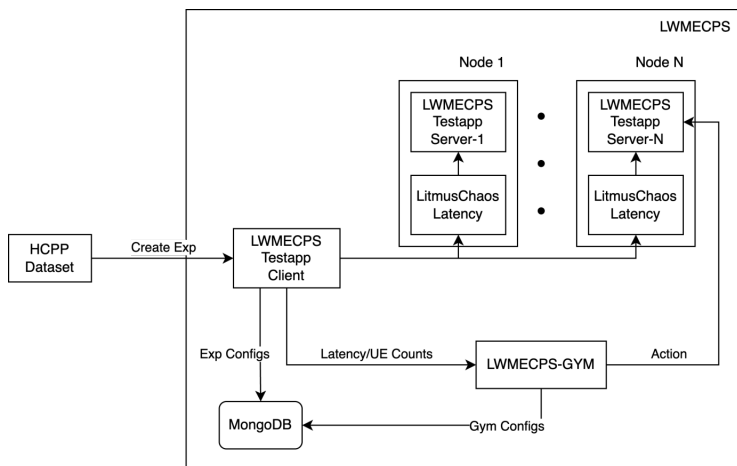 LWMECPS
Node 1
Node N
LWMECPS
Testapp
Server-1
LWMECPS
Testapp
Server-N
LitmusChaos
Latency
LitmusChaos
Latency
HCPP
Dataset
Create Exp
LWMECPS
Testapp
Client
Exp Configs
Latency/UE Counts
LWMECPS-GYM
Action
MongoDB
Gym Configs